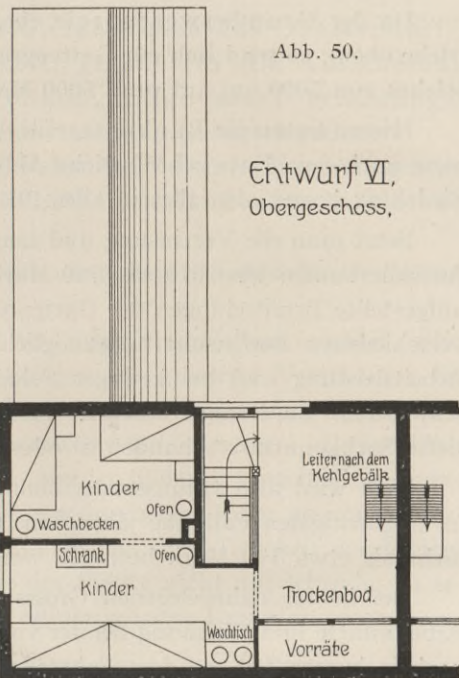 Abb. 50.
Entwurf VI,
Obergeschoss,
Leiter nach dem
Kehlgebälk
Kinder
Ofen
Waschbecken
Schrank
Ofen
Kinder
Trockenbod.
Waschtisch
Vorräte